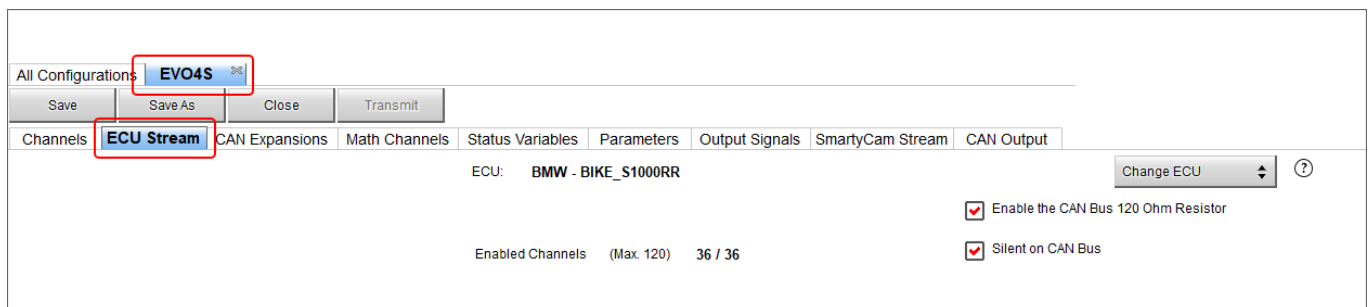 All Configurations EVO4S
Save Save As Close Transmit
Channels ECU Stream CAN Expansions Math Channels Status Variables Parameters Output Signals SmartyCam Stream CAN Output
ECU: BMW - BIKE_S1000RR Change ECU ?
Enable the CAN Bus 120 Ohm Resistor
Enabled Channels (Max. 120) 36 / 36 Silent on CAN Bus